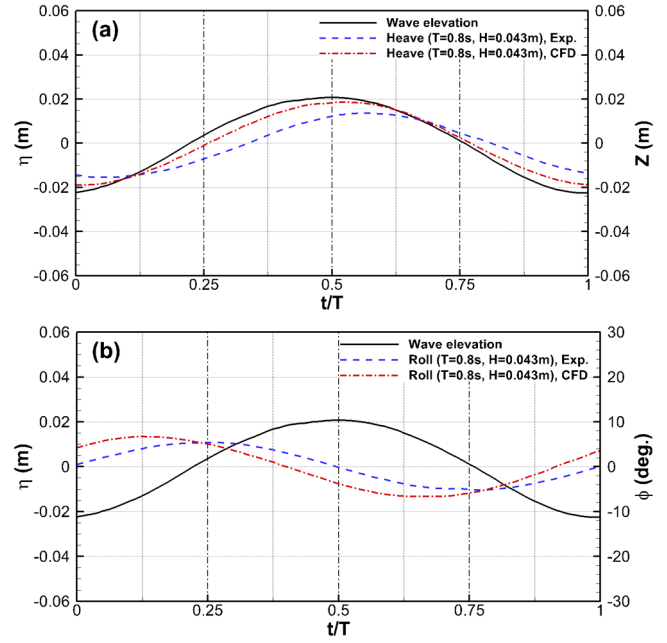 (a)
Wave elevation
Heave (T=0.8s, H=0.043m), Exp.
Heave (T=0.8s, H=0.043m), CFD
0.06
0.04
0.02
0
-0.02
-0.04
-0.06
η (m)
0.06
0.04
0.02
0
-0.02
-0.04
-0.06
Z (m)
0 0.25 0.5 0.75 1
t/T
(b)
Wave elevation
Roll (T=0.8s, H=0.043m), Exp.
Roll (T=0.8s, H=0.043m), CFD
0.06
0.04
0.02
0
-0.02
-0.04
-0.06
η (m)
30
20
10
0
-10
-20
-30
ϕ (deg.)
0 0.25 0.5 0.75 1
t/T